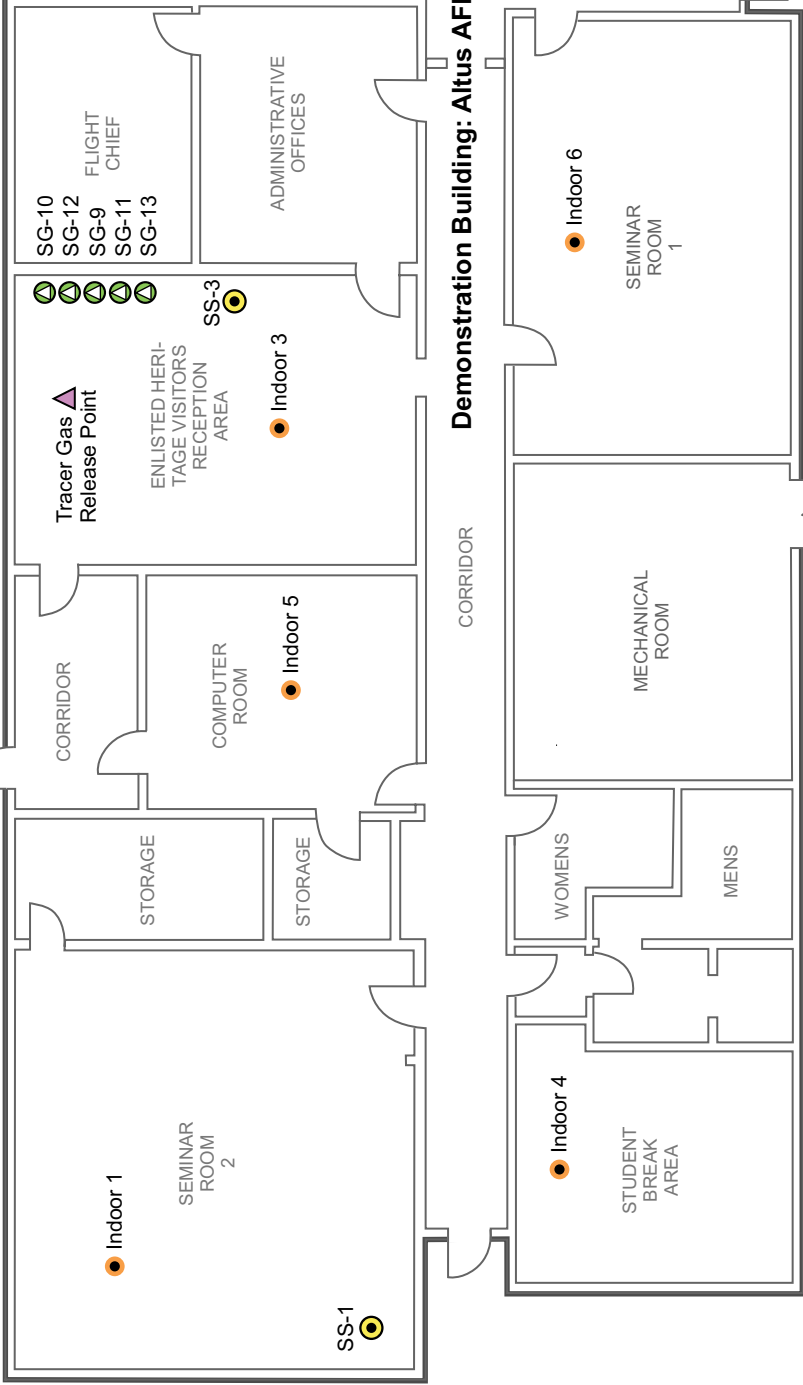 FLIGHT
CHIEF
ADMINISTRATIVE
OFFICES
SG-10
SG-12
SG-9
SG-11
SG-13
SS-3
Indoor 3
ENLISTED HERI-
TAGE VISITORS
RECEPTION
AREA
Tracer Gas
Release Point
Demonstration Building: Altus AF
Indoor 6
SEMINAR
ROOM
1
CORRIDOR
MECHANICAL
ROOM
Indoor 5
COMPUTER
ROOM
CORRIDOR
STORAGE
STORAGE
WOMENS
MENS
Indoor 1
SEMINAR
ROOM
2
SS-1
Indoor 4
STUDENT
BREAK
AREA